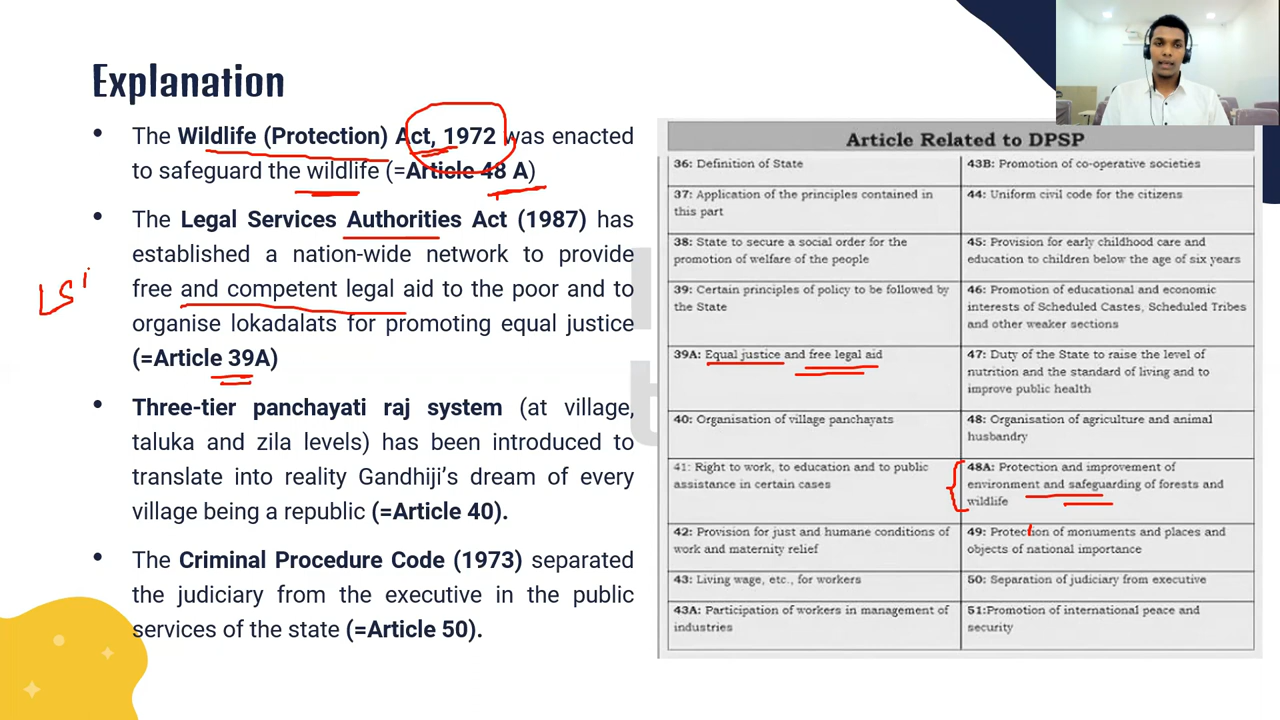 Explanation
• The Wildlife (Protection) Act, 1972 was enacted
to safeguard the wildlife (=Article 48 A)
• The Legal Services Authorities Act (1987) has
established a nation-wide network to provide
free and competent legal aid to the poor and to
organise lokadalats for promoting equal justice
(=Article 39A)
• Three-tier panchayati raj system (at village,
taluka and zila levels) has been introduced to
translate into reality Gandhiji's dream of every
village being a republic (=Article 40).
• The Criminal Procedure Code (1973) separated
the judiciary from the executive in the public
services of the state (=Article 50).
Article Related to DPSP
36: Definition of State
43B: Promotion of co-operative societies
37: Application of the principles contained in
this part
44: Uniform civil code for the citizens
38: State to secure a social order for the
promotion of welfare of the people
45: Provision for early childhood care and
education to children below the age of six years
39: Certain principles of policy to be followed by
the State
46: Promotion of educational and economic
interests of Scheduled Castes, Scheduled Tribes
and other weaker sections
39A: Equal justice and free legal aid
47: Duty of the State to raise the level of
nutrition and the standard of living and to
improve public health
40: Organisation of village panchayats
48: Organisation of agriculture and animal
husbandry
41: Right to work, to education and to public
assistance in certain cases
48A: Protection and improvement of
environment and safeguarding of forests and
wildlife
42: Provision for just and humane conditions of
work and maternity relief
49: Protection of monuments and places and
objects of national importance
43: Living wage, etc., for workers
50: Separation of judiciary from executive
43A: Participation of workers in management of
industries
51:Promotion of international peace and
security